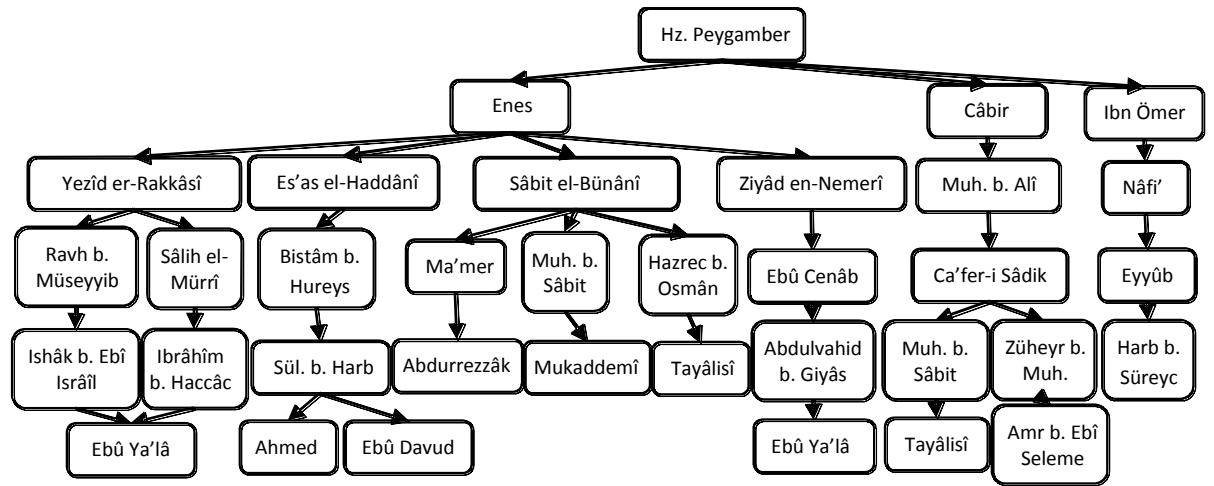 Hz. Peygamber
Enes
Câbir
Ibn Ömer
Yezîd er-Rakkâsî
Es’as el-Haddânî
Sâbit el-Bünânî
Ziyâd en-Nemerî
Muh. b. Alî
Nâfi’
Ravh b.
Müseyyib
Sâlih el-
Mürrî
Bistâm b.
Hureys
Ma’mer
Muh. b.
Sâbit
Hazrec b.
Osmân
Ebû Cenâb
Ca’fer-i Sâdik
Eyyûb
Ishâk b. Ebî
Isrâîl
Ibrâhîm
b. Haccâc
Sül. b. Harb
Abdurrezzâk
Mukaddemî
Tayâlisî
Abdulvahid
b. Giyâs
Muh. b.
Sâbit
Züheyr b.
Muh.
Harb b.
Süreyc
Ebû Ya’lâ
Ahmed
Ebû Davud
Ebû Ya’lâ
Tayâlisî
Amr b. Ebî
Seleme